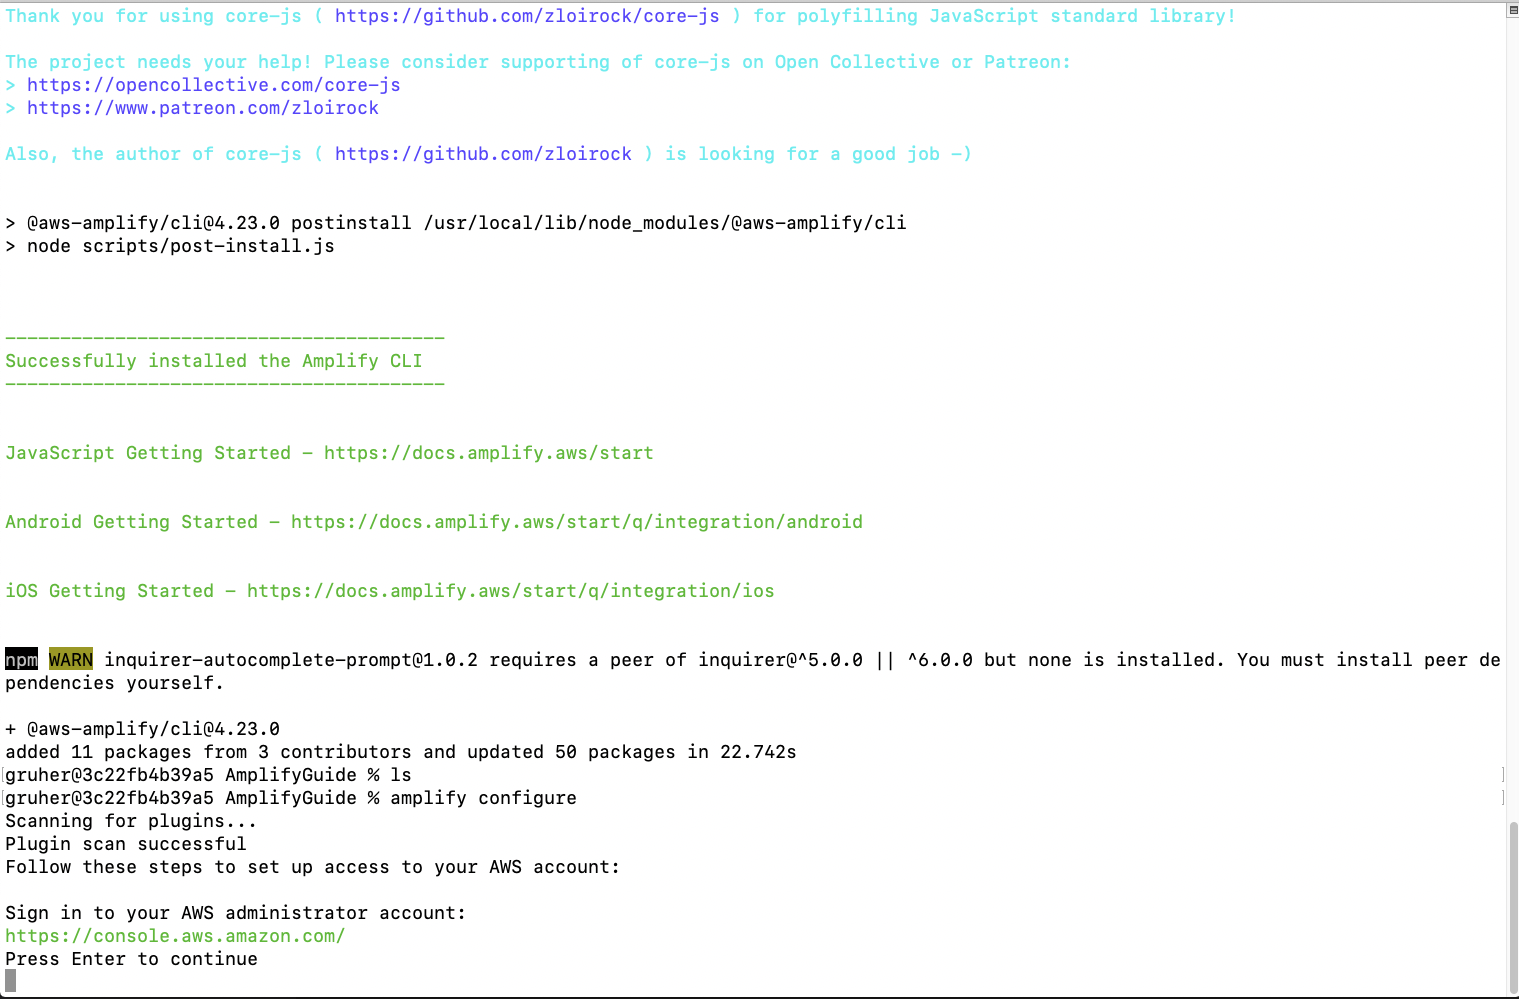 Thank you for using core-js ( https://github.com/zloirock/core-js ) for polyfilling JavaScript standard library!
The project needs your help! Please consider supporting of core-js on Open Collective or Patreon:
> https://opencollective.com/core-js
> https://www.patreon.com/zloirock
Also, the author of core-js ( https://github.com/zloirock ) is looking for a good job -)
> @aws-amplify/cli@4.23.0 postinstall /usr/local/lib/node_modules/@aws-amplify/cli
> node scripts/post-install.js
----------------------------------------
Successfully installed the Amplify CLI
----------------------------------------
JavaScript Getting Started - https://docs.amplify.aws/start
Android Getting Started - https://docs.amplify.aws/start/q/integration/android
iOS Getting Started - https://docs.amplify.aws/start/q/integration/ios
npm WARN inquirer-autocomplete-prompt@1.0.2 requires a peer of inquirer@^5.0.0 || ^6.0.0 but none is installed. You must install peer de
pendencies yourself.
+ @aws-amplify/cli@4.23.0
added 11 packages from 3 contributors and updated 50 packages in 22.742s
[gruher@3c22fb4b39a5 AmplifyGuide % ls ]
[gruher@3c22fb4b39a5 AmplifyGuide % amplify configure ]
Scanning for plugins...
Plugin scan successful
Follow these steps to set up access to your AWS account:
Sign in to your AWS administrator account:
https://console.aws.amazon.com/
Press Enter to continue